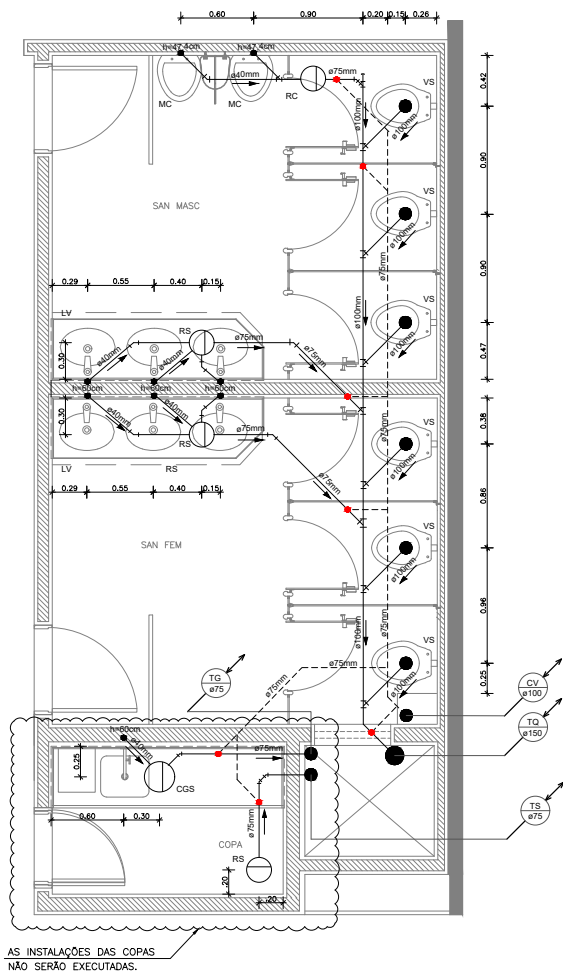 0.60
0.90
0.20
0.15
0.26
h=47.4cm
h=47.4cm
ø40mm
ø75mm
VS
MC
MC
RC
ø100mm
ø100mm
0.42
0.90
VS
SAN MASC
ø100mm
ø75mm
0.90
0.29
0.55
0.40
0.15
VS
ø100mm
LV
RS
ø75mm
ø100mm
0.30
ø40mm
ø40mm
ø75mm
0.47
h=60cm
h=60cm
h=60cm
0.30
ø40mm
ø40mm
RS
ø75mm
ø75mm
VS
0.38
ø100mm
LV
RS
0.29
0.55
0.40
0.15
ø75mm
0.86
VS
SAN FEM
ø100mm
0.96
ø100mm
ø75mm
VS
TG
ø75
ø75mm
ø75mm
ø100mm
0.25
CV
ø100
TQ
ø150
h=60cm
ø40mm
ø75mm
0.25
CGS
TS
ø75
0.60
0.30
ø75mm
COPA
RS
.20
.20
AS INSTALAÇÕES DAS COPAS
NÃO SERÃO EXECUTADAS.